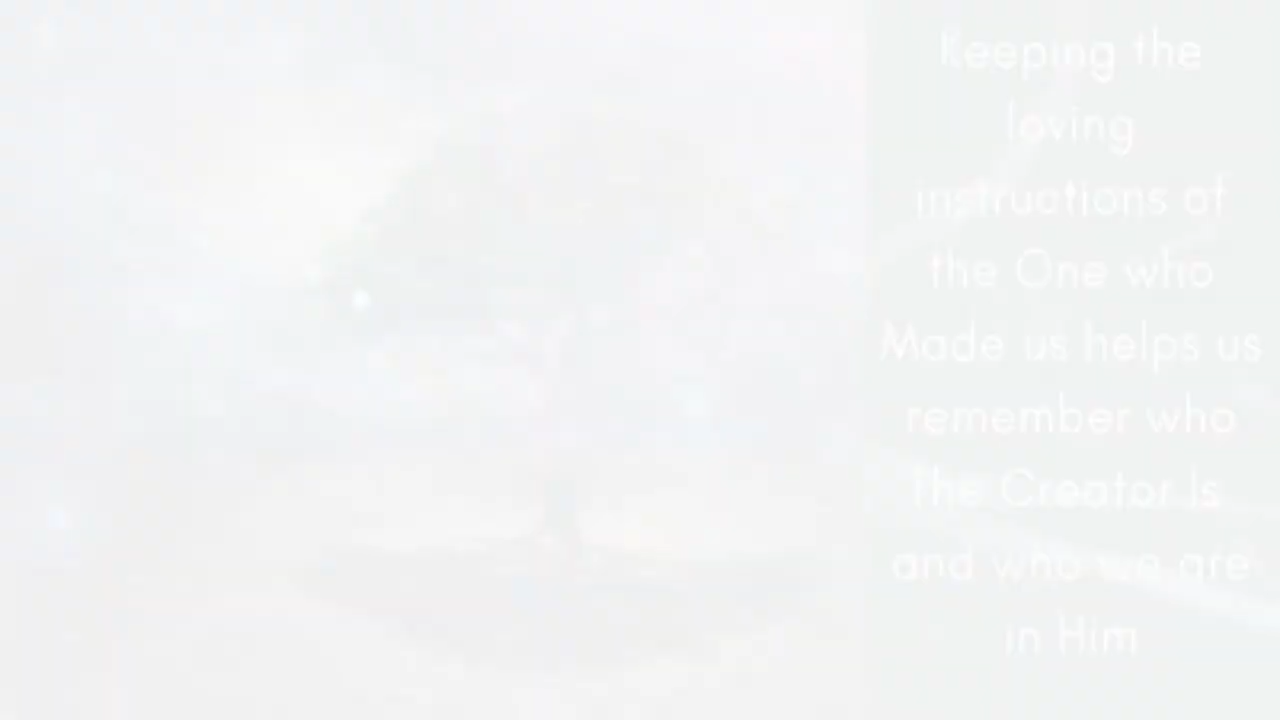 Keeping the
loving
instructions of
the One who
Made us helps us
remember who
The Creator Is
and who we are
in Him